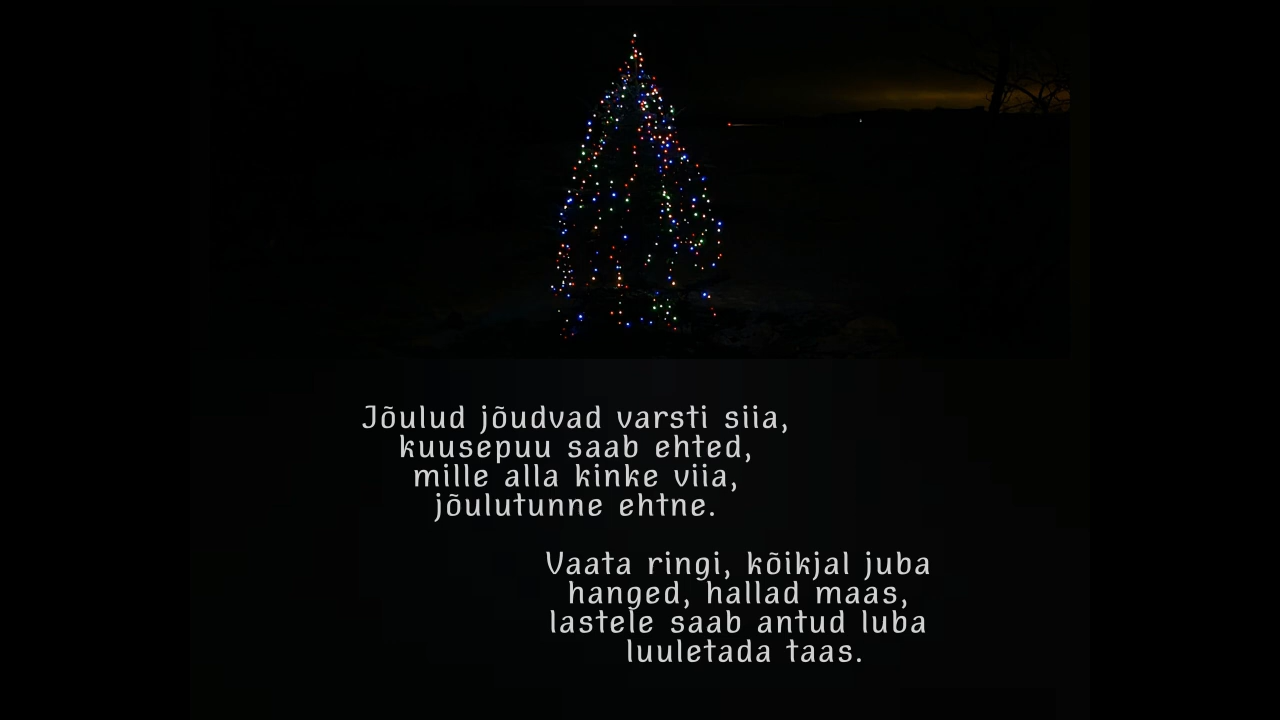 Jõulud jõudvad varsti siia,
kuusepuu saab ehted,
mille alla kinke viia,
jõulutunne ehtne.
Vaata ringi, kõikjal juba
hanged, hallad maas,
lastele saab antud luba
luuletada taas.